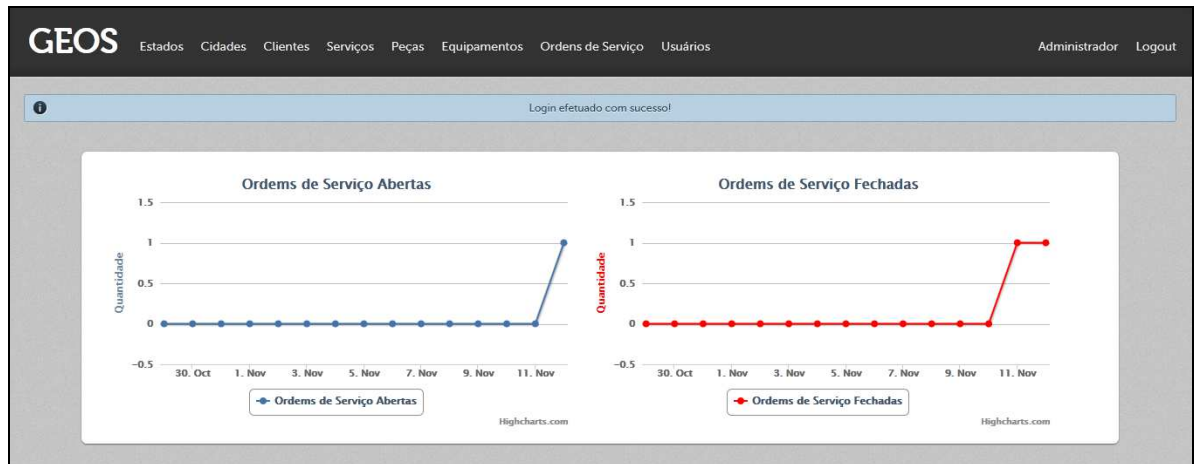 GEOS Estados Cidades Clientes Serviços Peças Equipamentos Ordens de Serviço Usuários Administrador Logout
Login efetuado com sucesso!
Ordems de Serviço Abertas
1.5
1
0.5
0
-0.5
Quantidade
30. Oct 1. Nov 3. Nov 5. Nov 7. Nov 9. Nov 11. Nov
Ordems de Serviço Abertas
Highcharts.com
Ordems de Serviço Fechadas
1.5
1
0.5
0
-0.5
Quantidade
30. Oct 1. Nov 3. Nov 5. Nov 7. Nov 9. Nov 11. Nov
Ordems de Serviço Fechadas
Highcharts.com